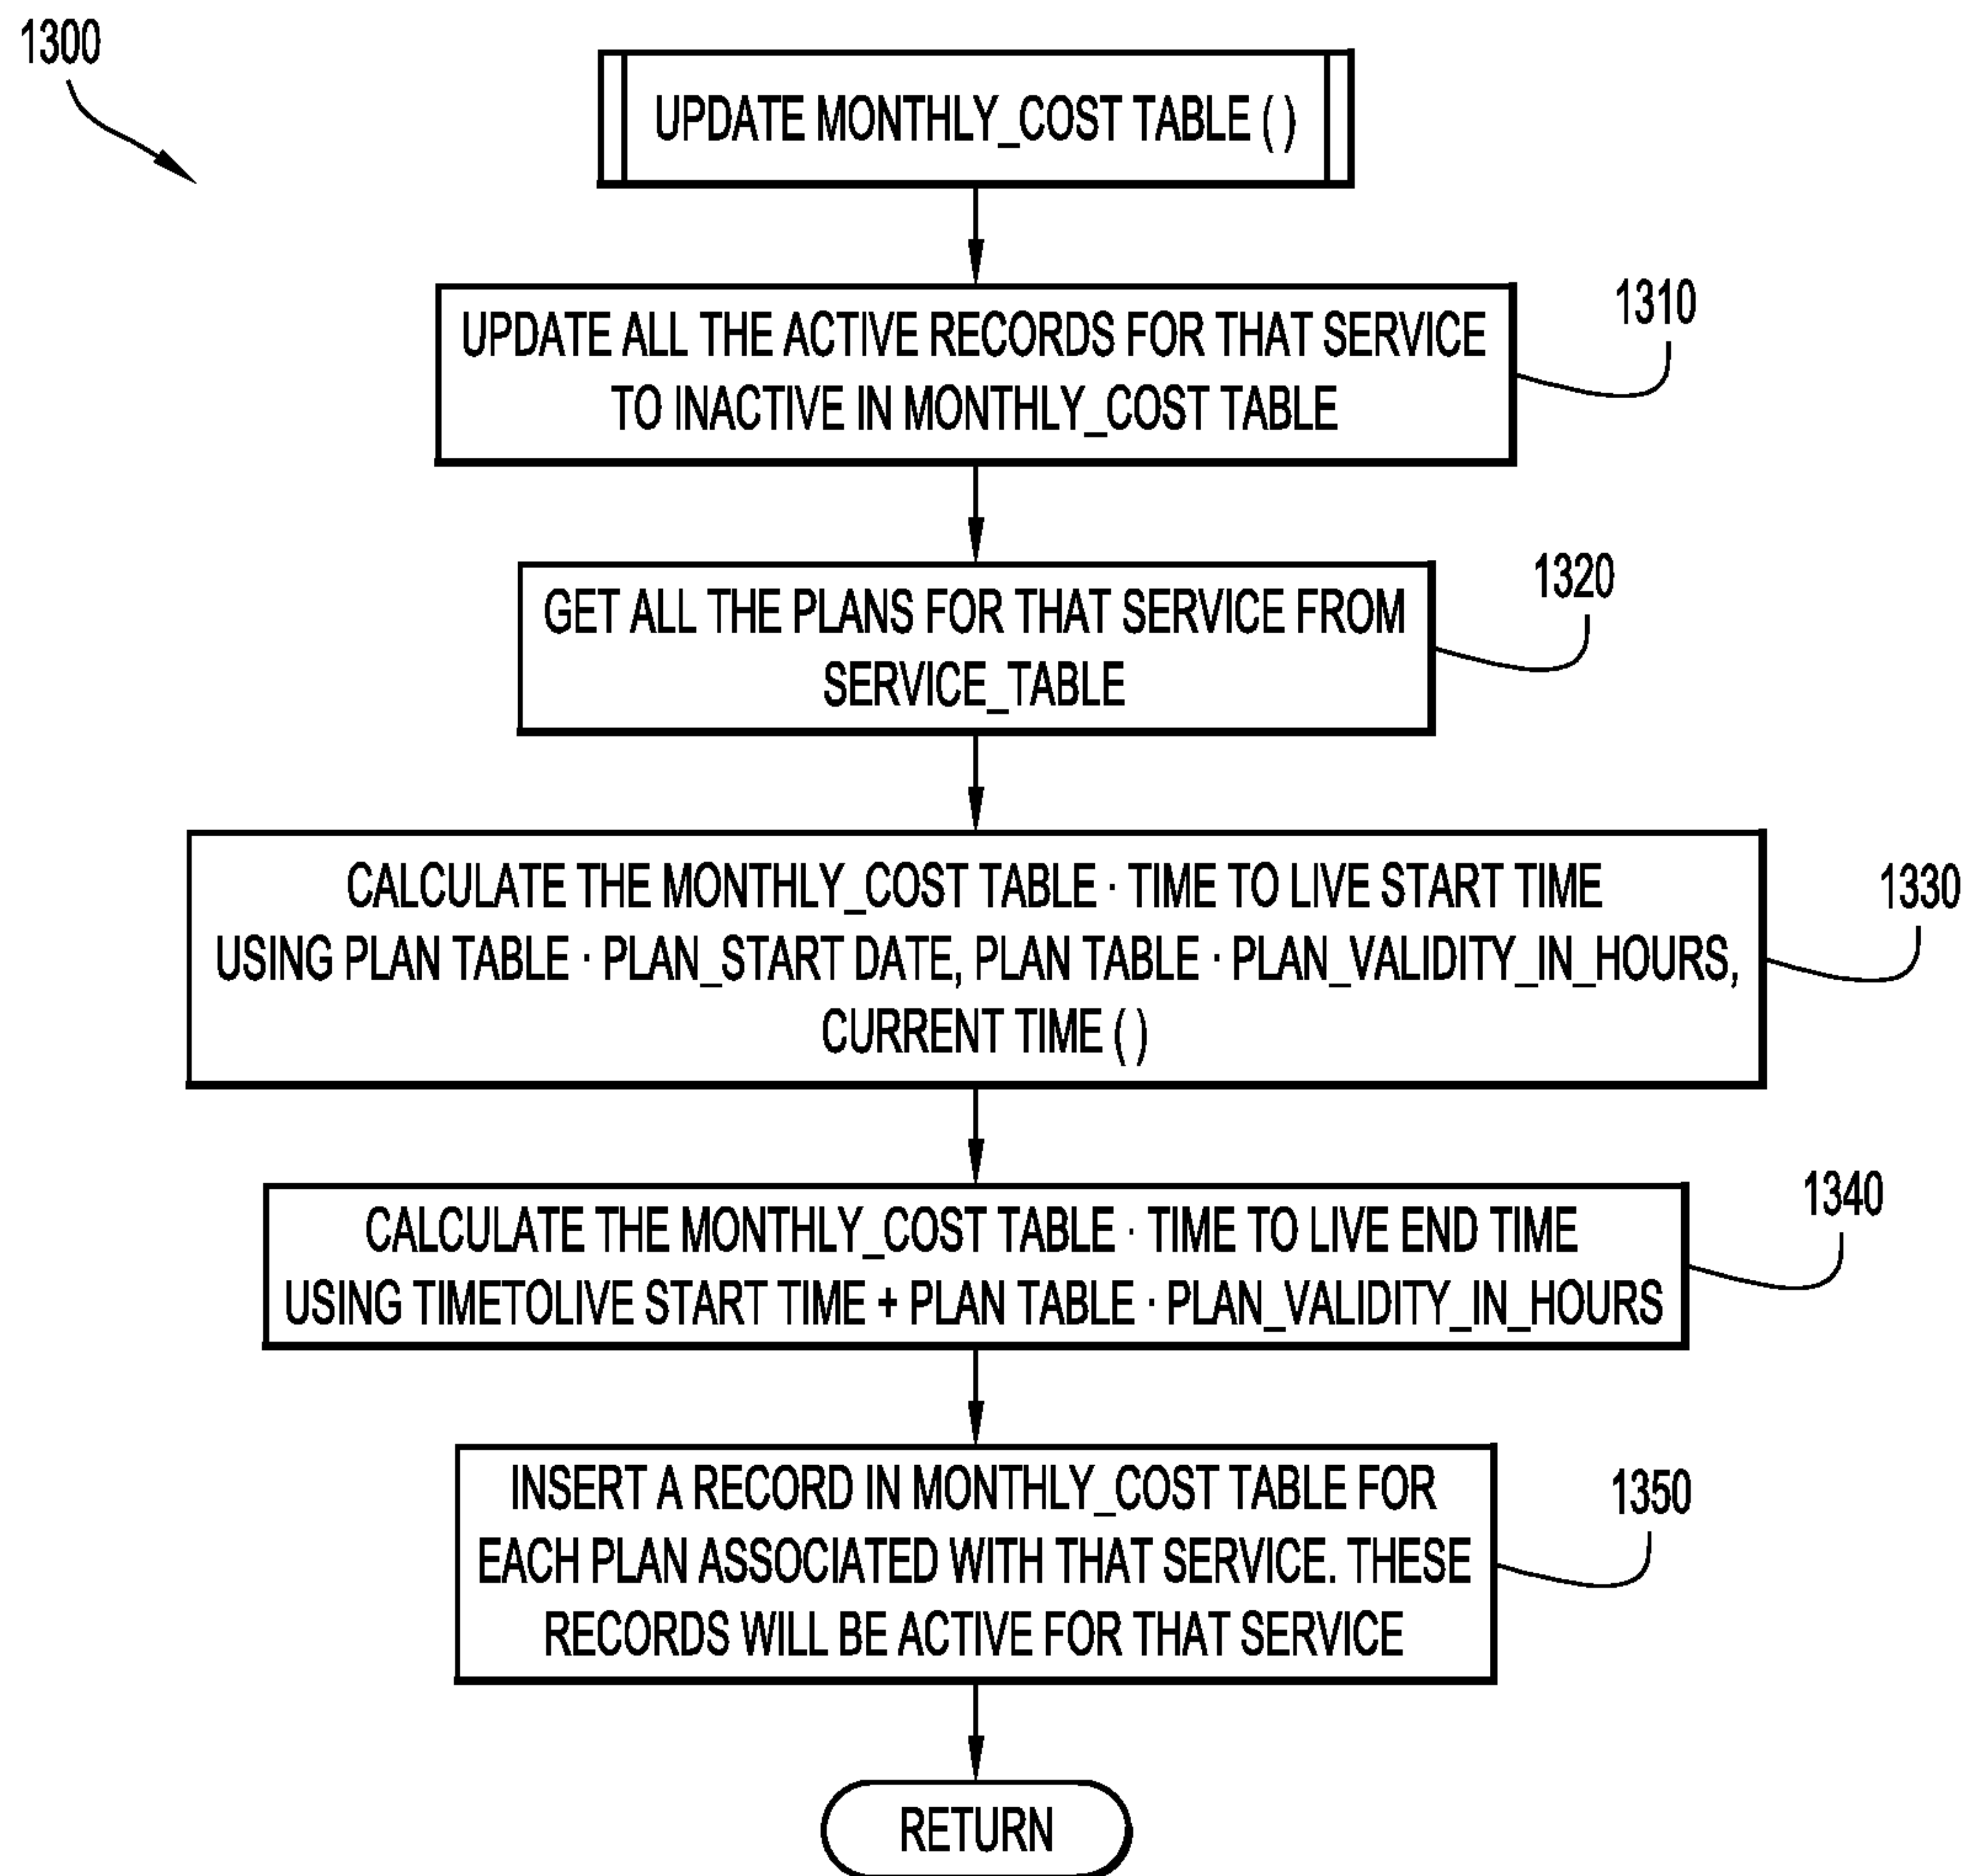 1300
UPDATE MONTHLY_COST TABLE ( )
UPDATE ALL THE ACTIVE RECORDS FOR THAT SERVICE
TO INACTIVE IN MONTHLY_COST TABLE
1310
GET ALL THE PLANS FOR THAT SERVICE FROM
SERVICE_TABLE
1320
CALCULATE THE MONTHLY_COST TABLE · TIME TO LIVE START TIME
USING PLAN TABLE · PLAN_START DATE, PLAN TABLE · PLAN_VALIDITY_IN_HOURS,
CURRENT TIME ( )
1330
CALCULATE THE MONTHLY_COST TABLE · TIME TO LIVE END TIME
USING TIMETOLIVE START TIME + PLAN TABLE · PLAN_VALIDITY_IN_HOURS
1340
INSERT A RECORD IN MONTHLY_COST TABLE FOR
EACH PLAN ASSOCIATED WITH THAT SERVICE. THESE
RECORDS WILL BE ACTIVE FOR THAT SERVICE
1350
RETURN